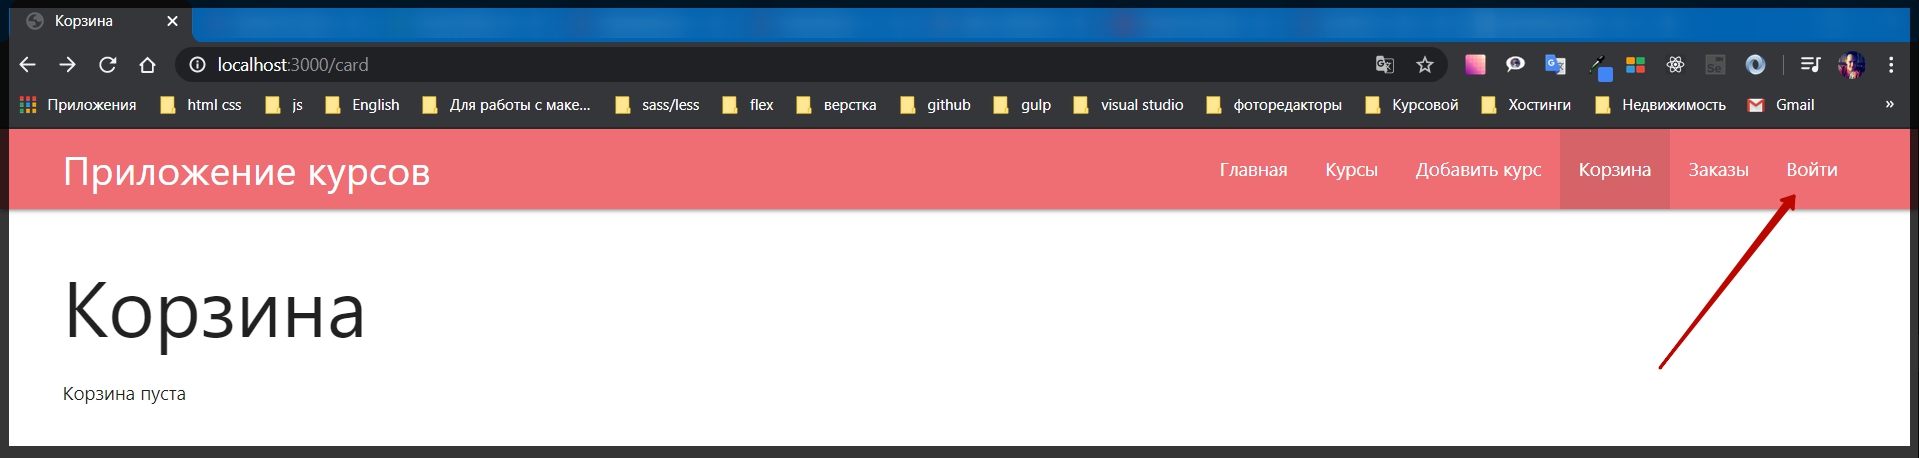 Корзина
localhost:3000/card
Приложения html css js English Для работы с маке... sass/less flex верстка github gulp visual studio фоторедакторы Курсовой Хостинги Недвижимость Gmail »
Приложение курсов Главная Курсы Добавить курс Корзина Заказы Войти
Корзина
Корзина пуста